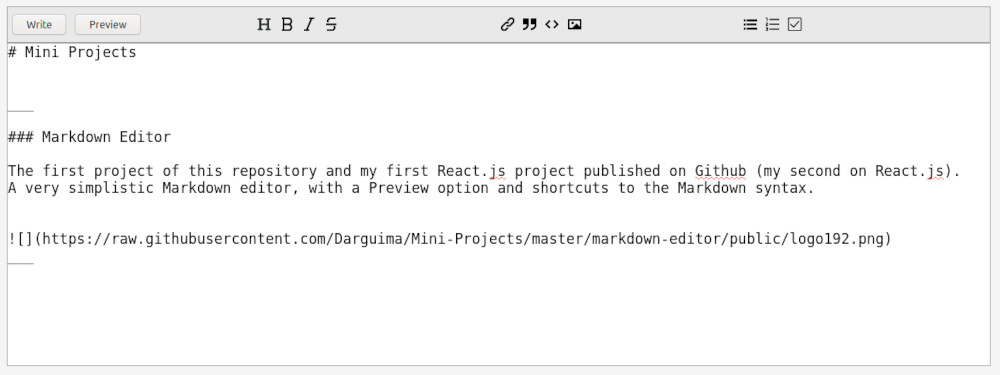 Write Preview H B I S
# Mini Projects
___
### Markdown Editor
The first project of this repository and my first React.js project published on Github (my second on React.js).
A very simplistic Markdown editor, with a Preview option and shortcuts to the Markdown syntax.
![](https://raw.githubusercontent.com/Darguima/Mini-Projects/master/markdown-editor/public/logo192.png)
___